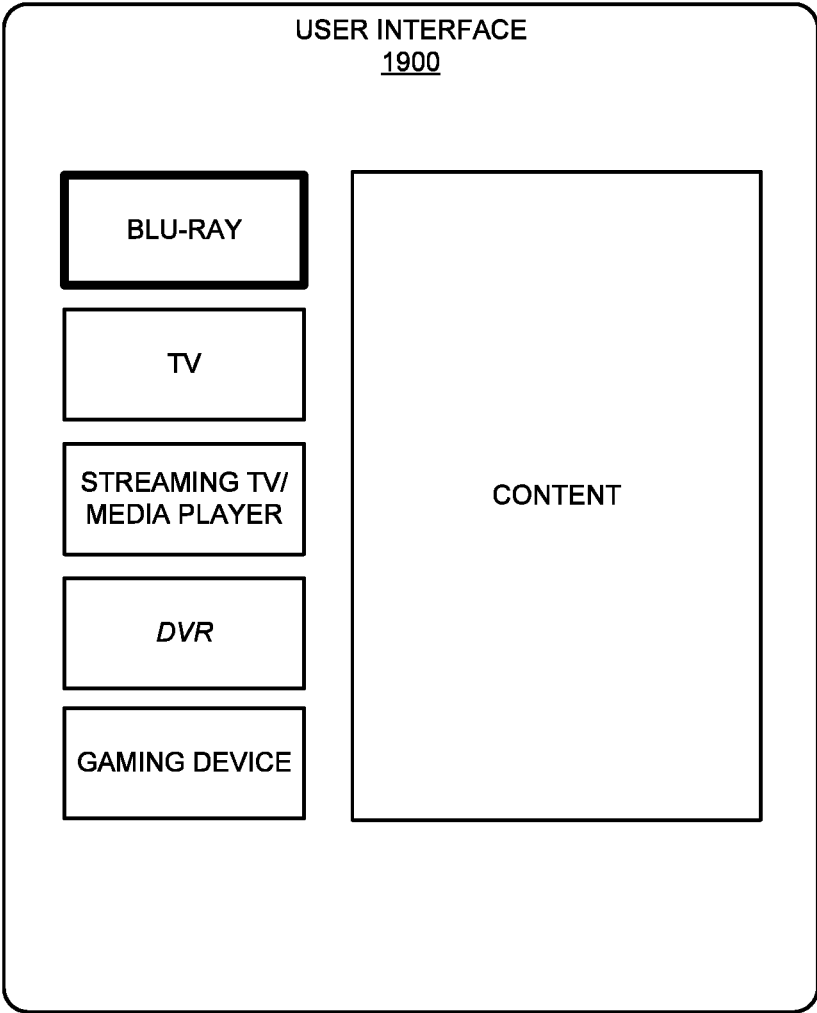 USER INTERFACE
1900
BLU-RAY
TV
STREAMING TV/
MEDIA PLAYER
DVR
GAMING DEVICE
CONTENT